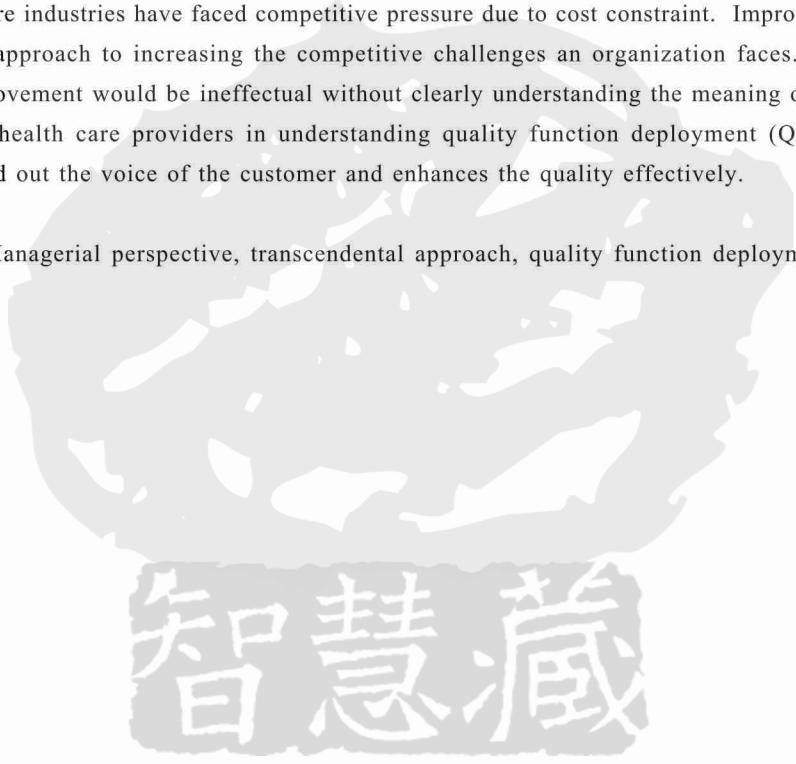 re industries have faced competitive pressure due to cost constraint. Impro
approach to increasing the competitive challenges an organization faces.
ovement would be ineffectual without clearly understanding the meaning o
health care providers in understanding quality function deployment (Q
d out the voice of the customer and enhances the quality effectively.
Managerial perspective, transcendental approach, quality function deploym
智慧藏